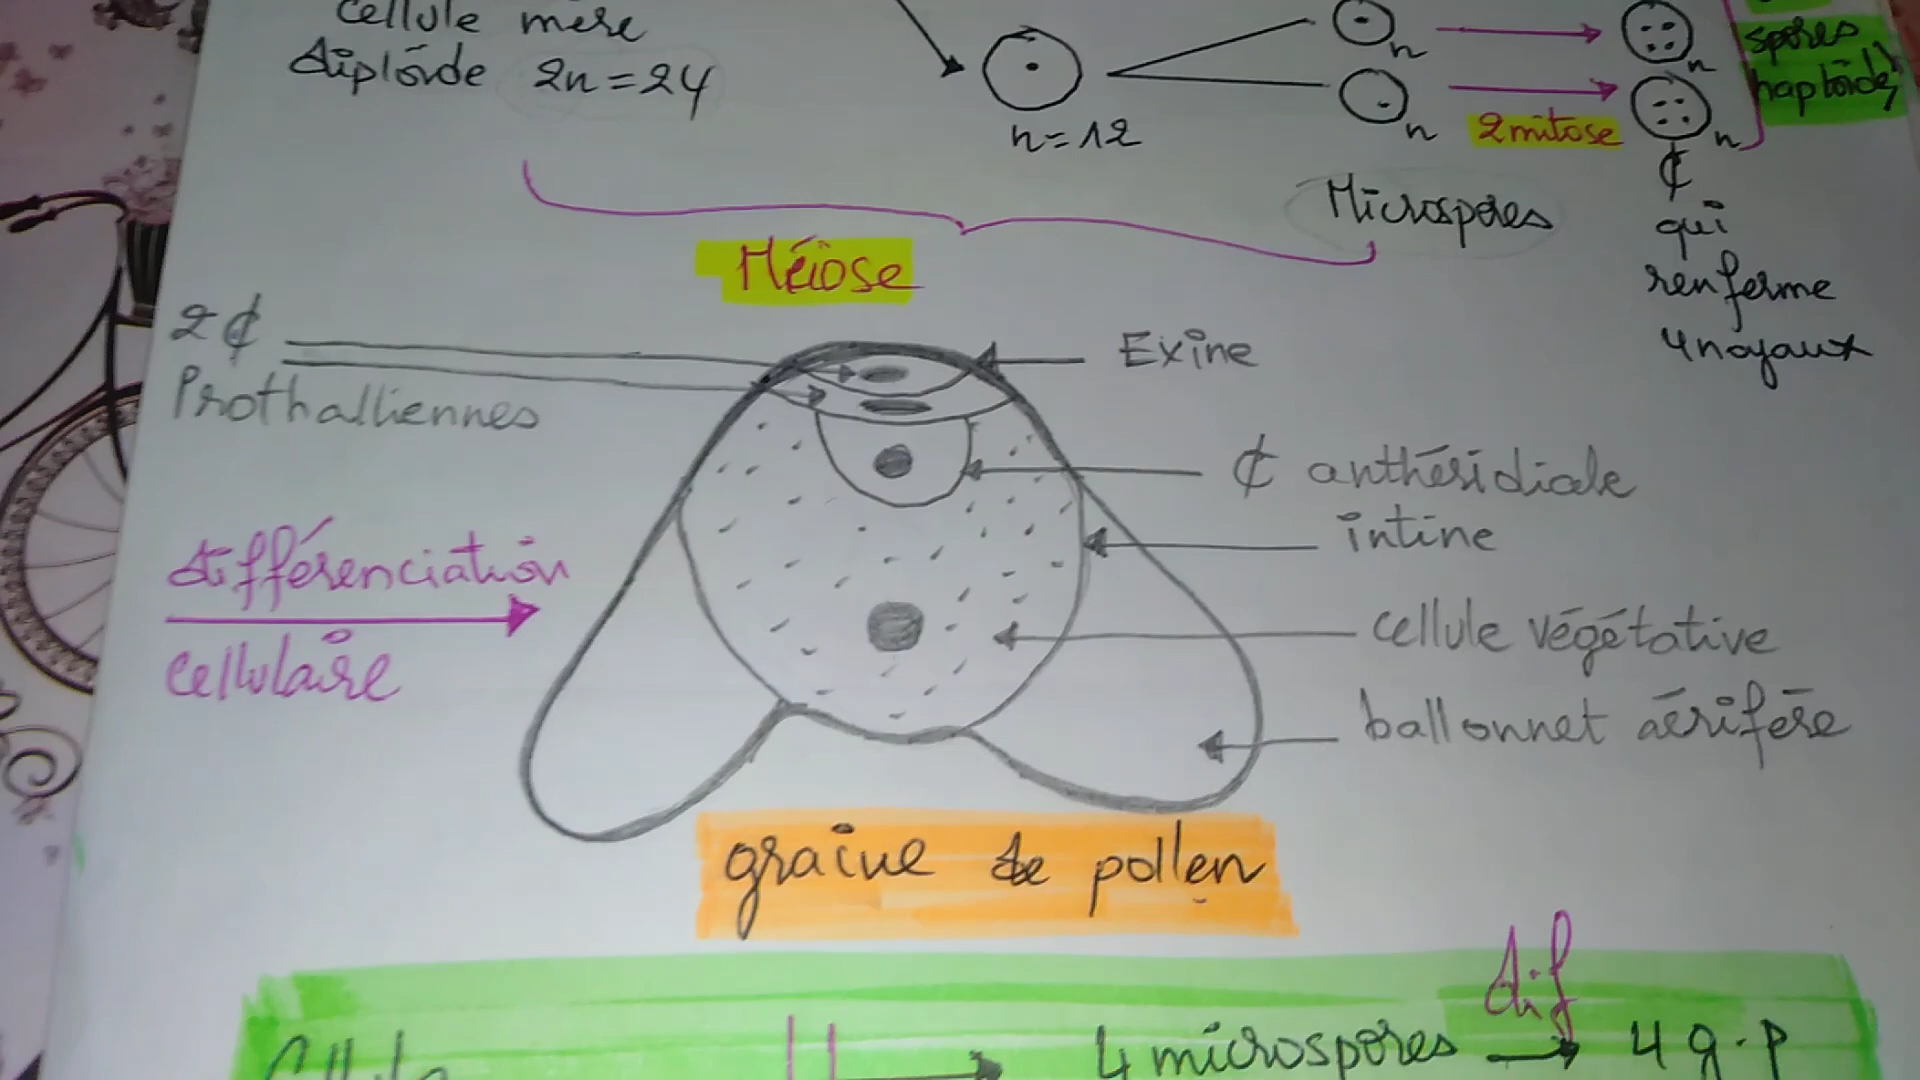 cellule mère
diploïde 2n=24
n=12
n
n
2 mitose
n
n
spores
haploïdes
Microspores
₵
qui
renferme
4 noyaux
Méiose
2 ₵
Prothalliennes
Exine
₵ anthéridiale
intine
différenciation
cellulaire
cellule végétative
ballonnet aérifère
graine de pollen
dif
4 microspores → 4 g.p